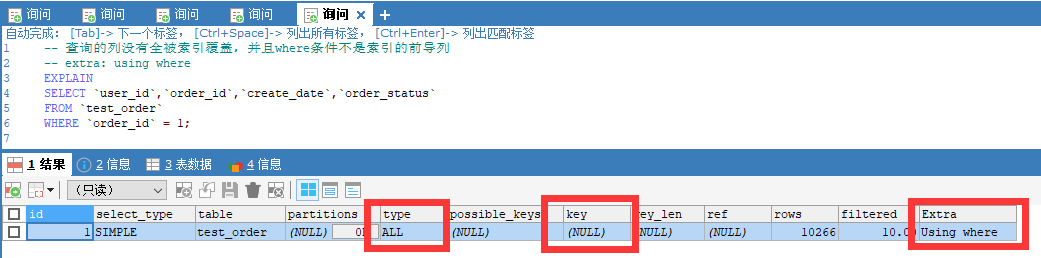 询问 询问 询问 询问 询问
自动完成: [Tab]-> 下一个标签, [Ctrl+Space]-> 列出所有标签, [Ctrl+Enter]-> 列出匹配标签
1 -- 查询的列没有全被索引覆盖，并且where条件不是索引的前导列
2 -- extra: using where
3 EXPLAIN
4 SELECT `user_id`,`order_id`,`create_date`,`order_status`
5 FROM `test_order`
6 WHERE `order_id` = 1;
7
1 结果 2 信息 3 表数据 4 信息
（只读）
id select_type table partitions type possible_keys key key_len ref rows filtered Extra
1 SIMPLE test_order (NULL) ALL (NULL) (NULL) (NULL) (NULL) 10266 10.00 Using where